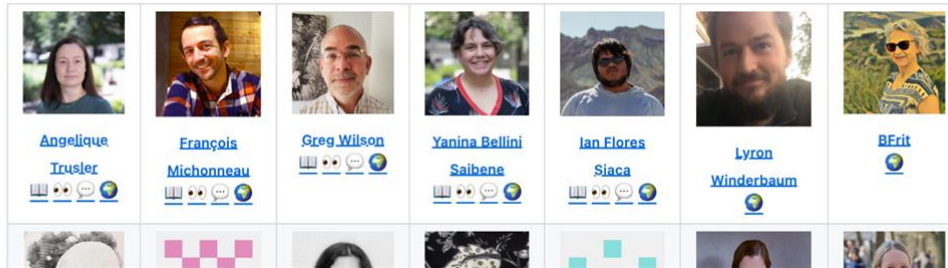 Angelique
Trusler
François
Michonneau
Greg Wilson
Yanina Bellini
Saibene
Ian Flores
Siaca
Lyron
Winderbaum
BFrit